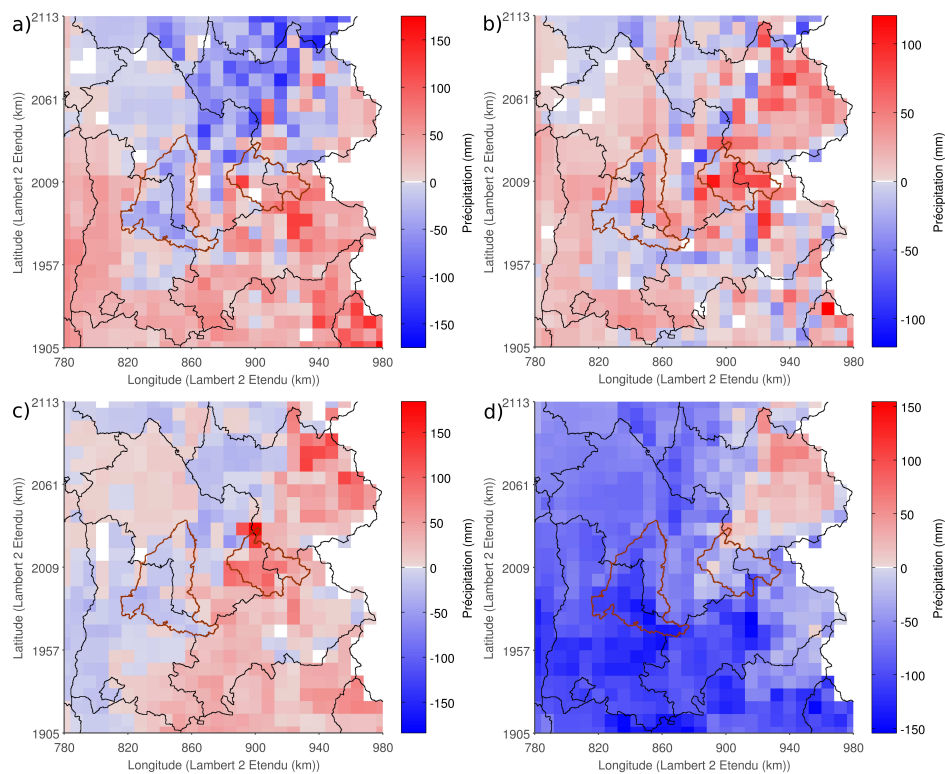 a)
2113
2061
2009
1957
1905
780 820 860 900 940 980
Latitude (Lambert 2 Etendu (km))
Longitude (Lambert 2 Etendu (km))
150
100
50
0
-50
-100
-150
Précipitation (mm)
b)
2113
2061
2009
1957
1905
780 820 860 900 940 980
Latitude (Lambert 2 Etendu (km))
Longitude (Lambert 2 Etendu (km))
100
50
0
-50
-100
Précipitation (mm)
c)
2113
2061
2009
1957
1905
780 820 860 900 940 980
Latitude (Lambert 2 Etendu (km))
Longitude (Lambert 2 Etendu (km))
150
100
50
0
-50
-100
-150
Précipitation (mm)
d)
2113
2061
2009
1957
1905
780 820 860 900 940 980
Latitude (Lambert 2 Etendu (km))
Longitude (Lambert 2 Etendu (km))
150
100
50
0
-50
-100
-150
Précipitation (mm)